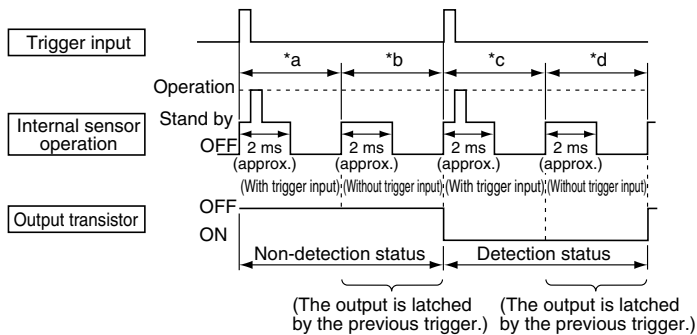 Trigger input
*a *b *c *d
Operation
Stand by
Internal sensor
operation
OFF
2 ms 2 ms 2 ms 2 ms
(approx.) (approx.) (approx.) (approx.)
(With trigger input) (Without trigger input) (With trigger input) (Without trigger input)
Output transistor
OFF
ON
Non-detection status Detection status
(The output is latched (The output is latched
by the previous trigger.) by the previous trigger.)